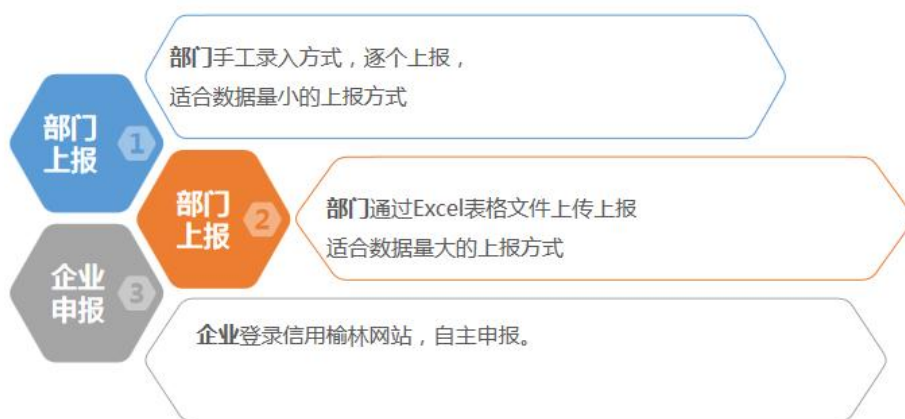 部门手工录入方式，逐个上报，
适合数据量小的上报方式
部门
上报
1
部门
上报
2
部门通过Excel表格文件上传上报
适合数据量大的上报方式
企业
申报
3
企业登录信用榆林网站，自主申报。